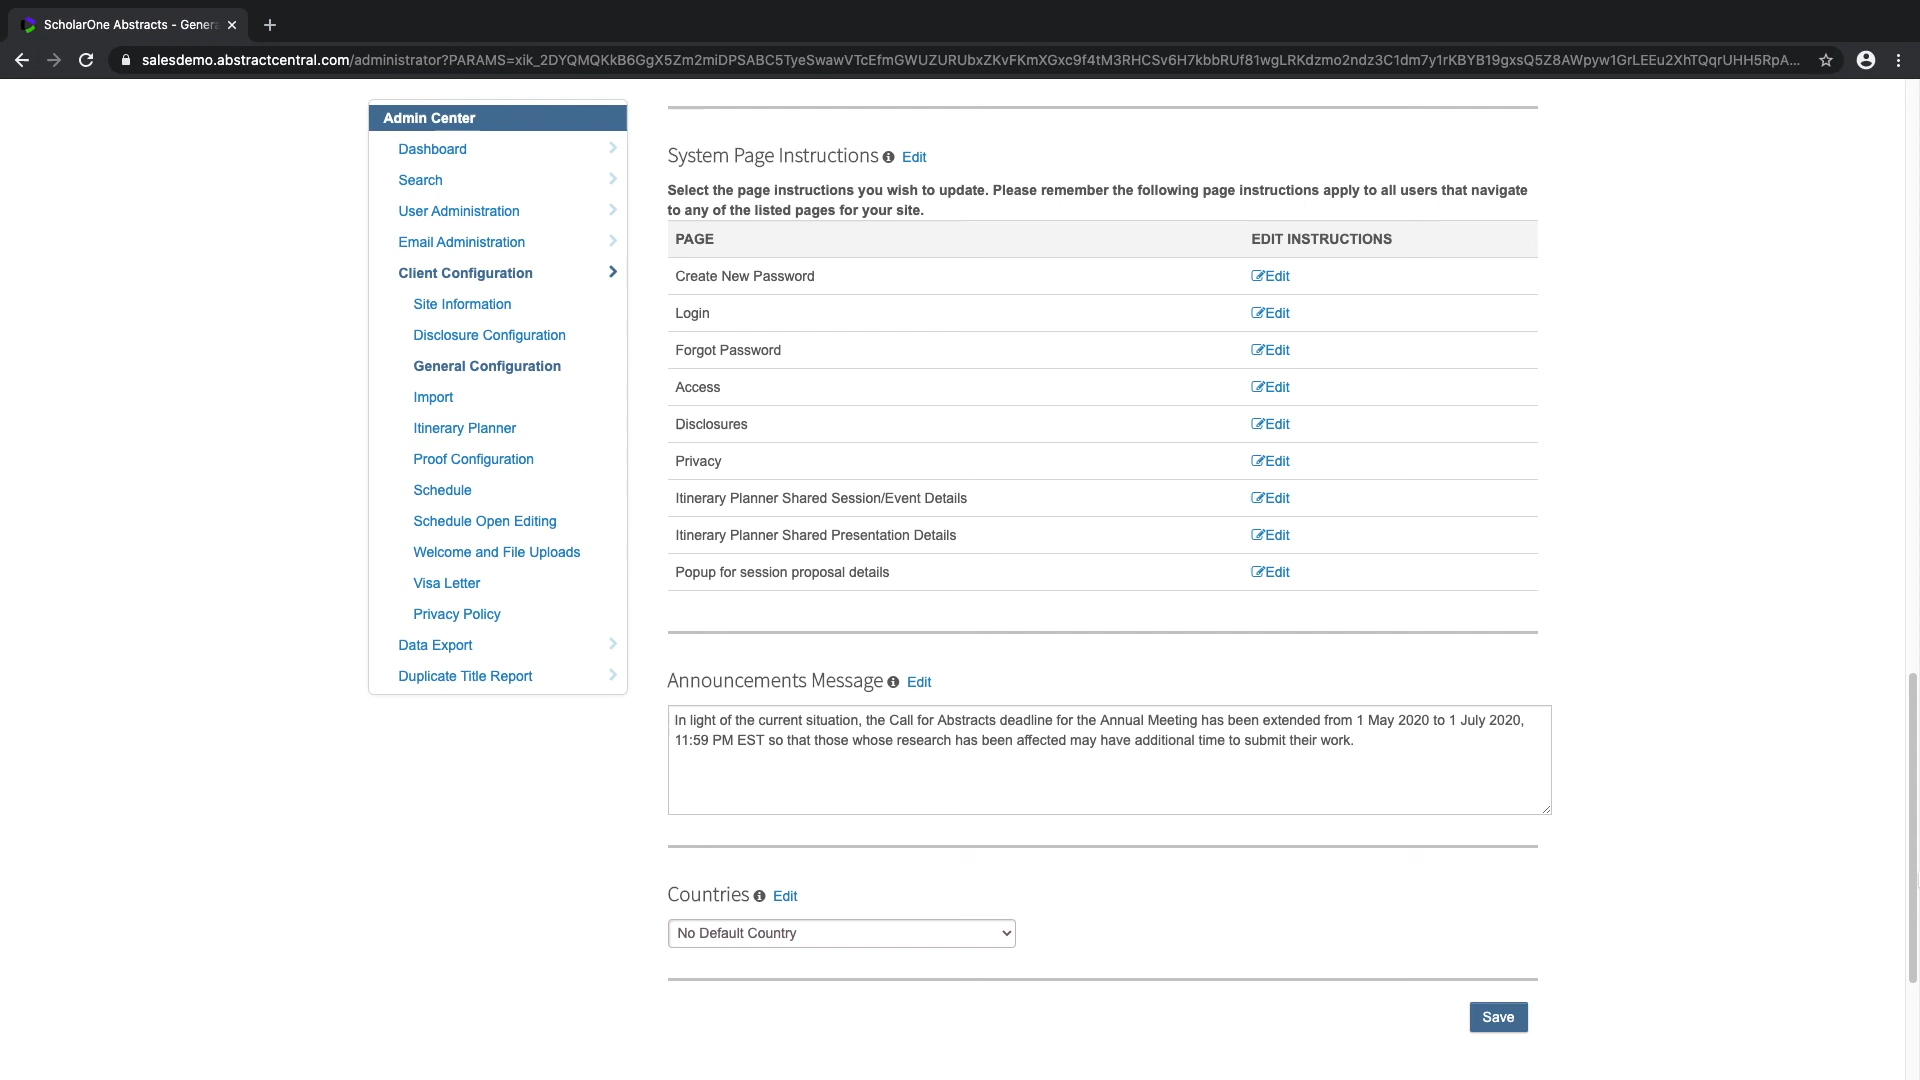 ScholarOne Abstracts - Gener
salesdemo.abstractcentral.com/administrator?PARAMS=xik_2DYQMQKkB6GgX5Zm2miDPSABC5TyeSwawVTcEfmGWUZURUbxZKvFKmXGxc9f4tM3RHCSv6H7kbbRUf81wgLRKdzmo2ndz3C1dm7y1rKBYB19gxsQ5Z8AWpyw1GrLEEu2XhTQqrUHH5RpA...
Admin Center
Dashboard
Search
User Administration
Email Administration
Client Configuration
Site Information
Disclosure Configuration
General Configuration
Import
Itinerary Planner
Proof Configuration
Schedule
Schedule Open Editing
Welcome and File Uploads
Visa Letter
Privacy Policy
Data Export
Duplicate Title Report
System Page Instructions Edit
Select the page instructions you wish to update. Please remember the following page instructions apply to all users that navigate
to any of the listed pages for your site.
PAGE EDIT INSTRUCTIONS
Create New Password Edit
Login Edit
Forgot Password Edit
Access Edit
Disclosures Edit
Privacy Edit
Itinerary Planner Shared Session/Event Details Edit
Itinerary Planner Shared Presentation Details Edit
Popup for session proposal details Edit
Announcements Message Edit
In light of the current situation, the Call for Abstracts deadline for the Annual Meeting has been extended from 1 May 2020 to 1 July 2020,
11:59 PM EST so that those whose research has been affected may have additional time to submit their work.
Countries Edit
No Default Country
Save